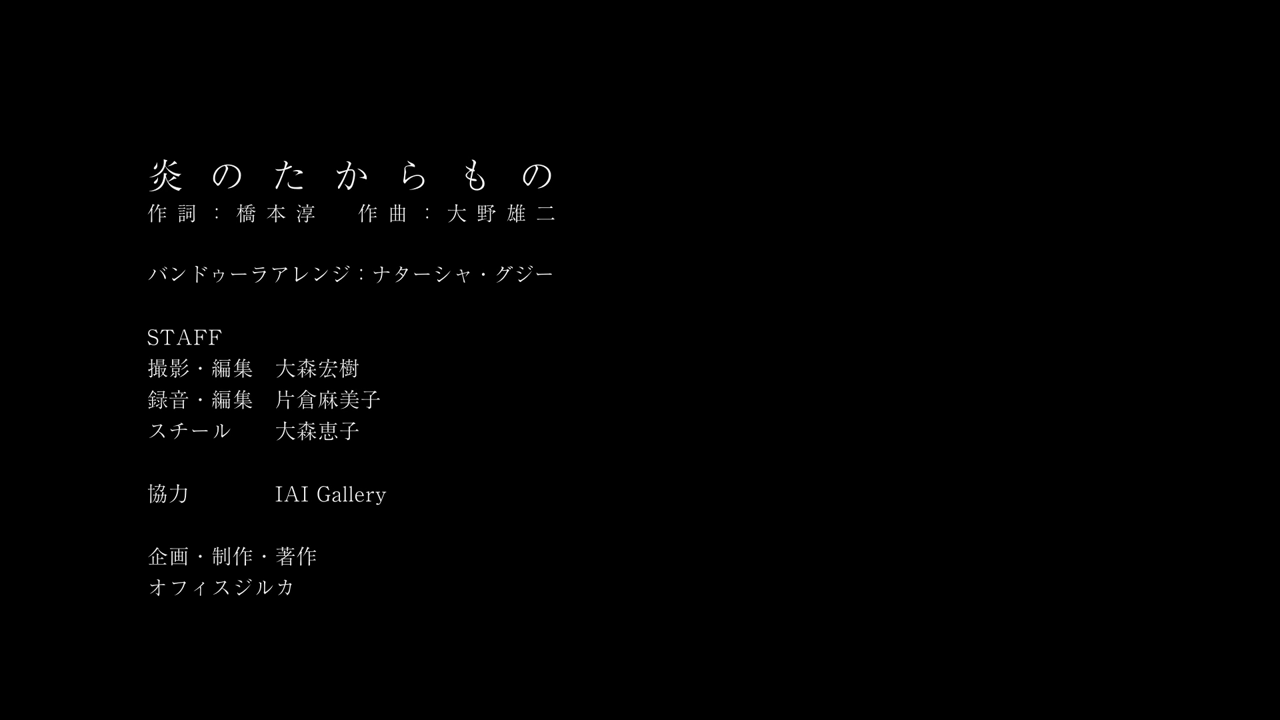 炎のたからもの
作詞：橋本淳　作曲：大野雄二
バンドゥーラアレンジ：ナターシャ・グジー
STAFF
撮影・編集　大森宏樹
録音・編集　片倉麻美子
スチール　　大森恵子
協力　　　　IAI Gallery
企画・制作・著作
オフィスジルカ